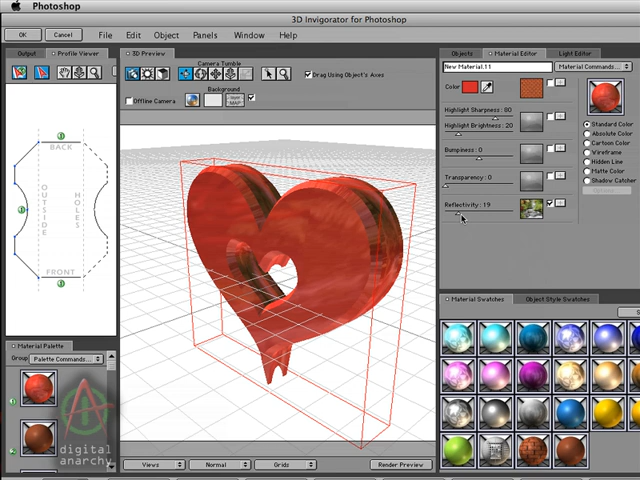 Photoshop
File Edit Object Panels Window Help
3D Invigorator for Photoshop
OK Cancel
Output Profile Viewer
3D Preview
Objects Material Editor Light Editor
Camera Tumble
Drag Using Object's Axes
Background
Offline Camera
MAP
New Material.11 Material Commands...
Color
Highlight Sharpness: 80
Highlight Brightness: 20
Bumpiness: 0
Transparency: 0
Reflectivity: 19
Standard Color
Absolute Color
Cartoon Color
Wireframe
Hidden Line
Matte Color
Shadow Catcher
BACK
OUTSIDE
HOLES
FRONT
Material Swatches Object Style Swatches
Material Palette
Group Palette Commands...
digital
anarchy
Views Normal Grids Render Preview